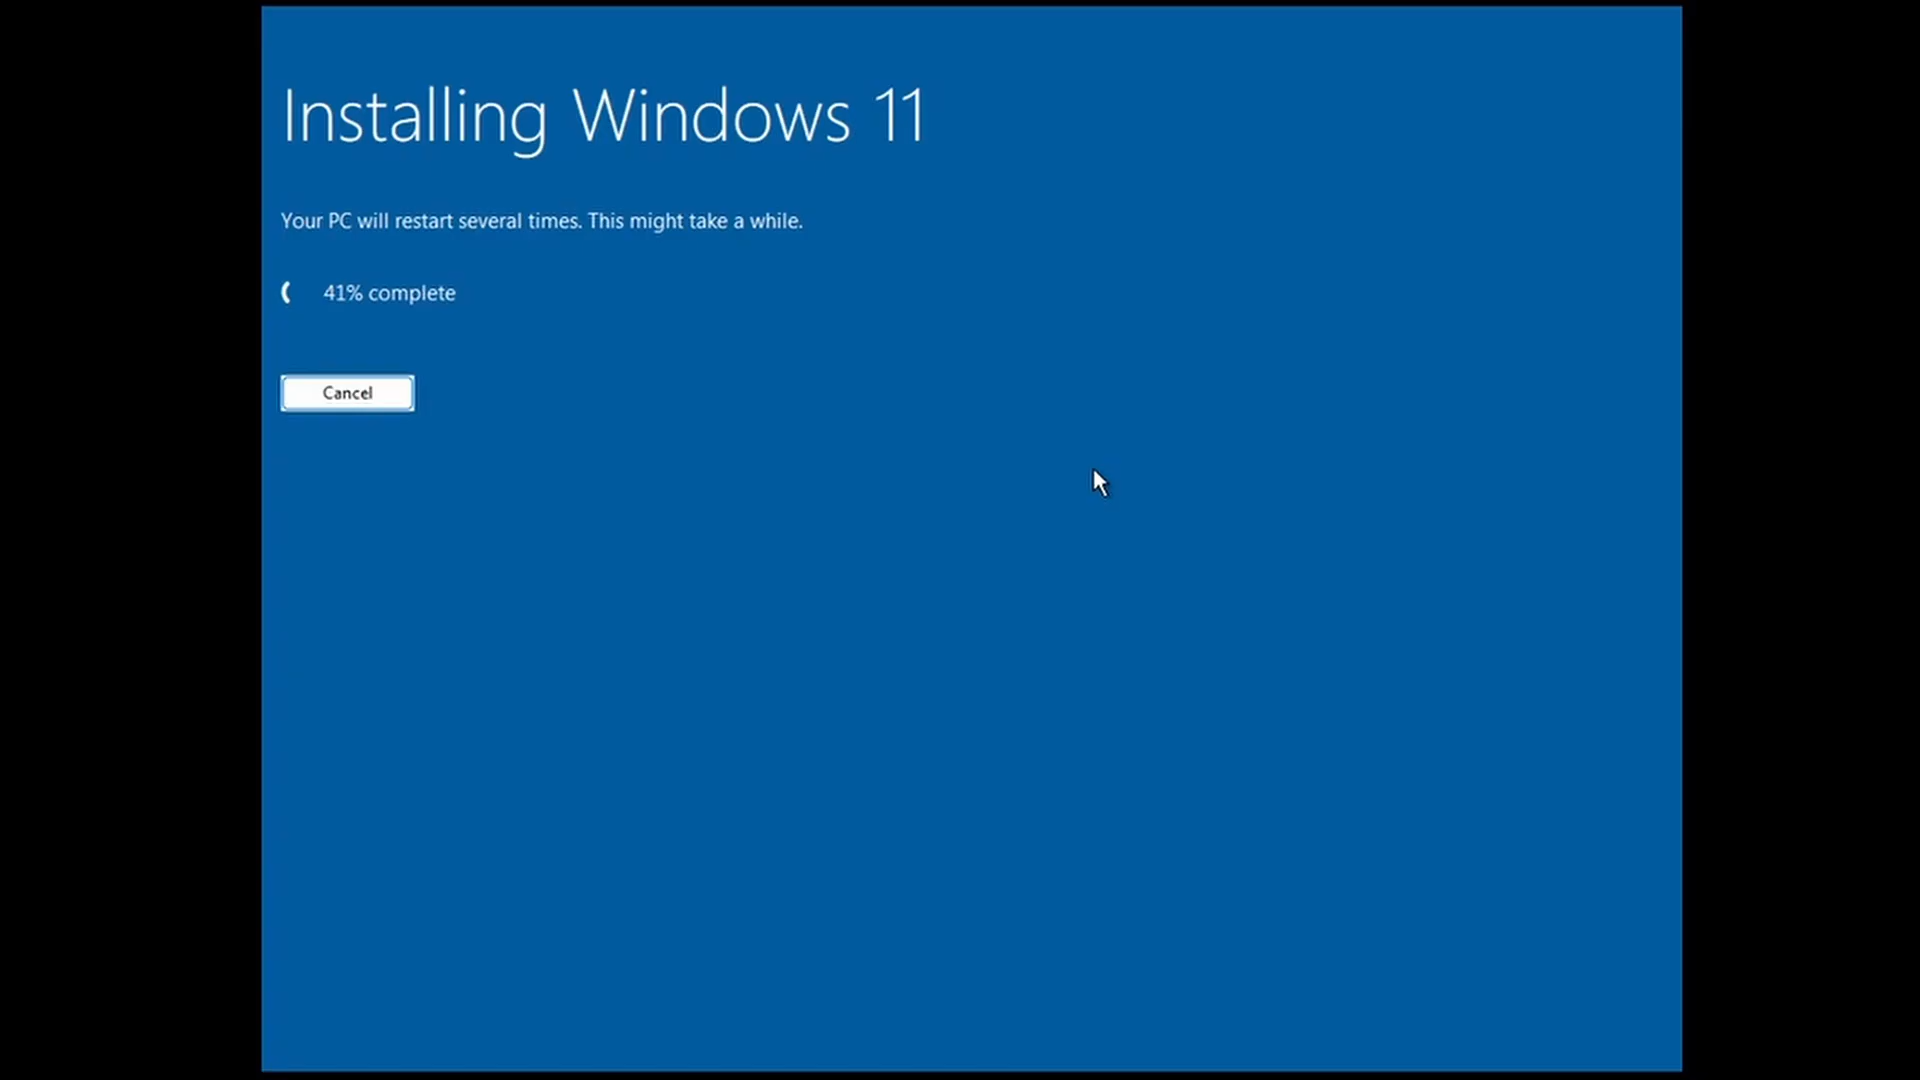 Installing Windows 11
Your PC will restart several times. This might take a while.
41% complete
Cancel